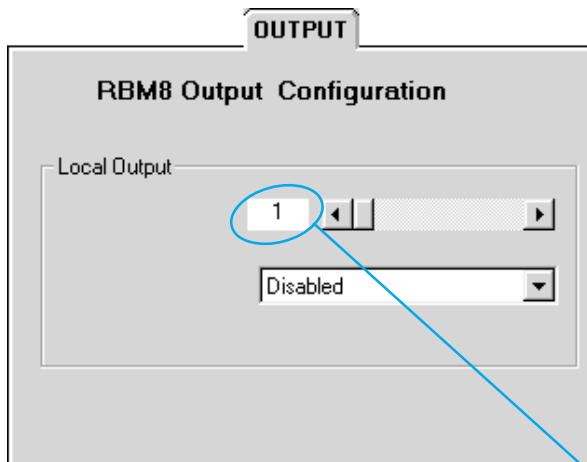 OUTPUT
RBM8 Output Configuration
Local Output
1
Disabled